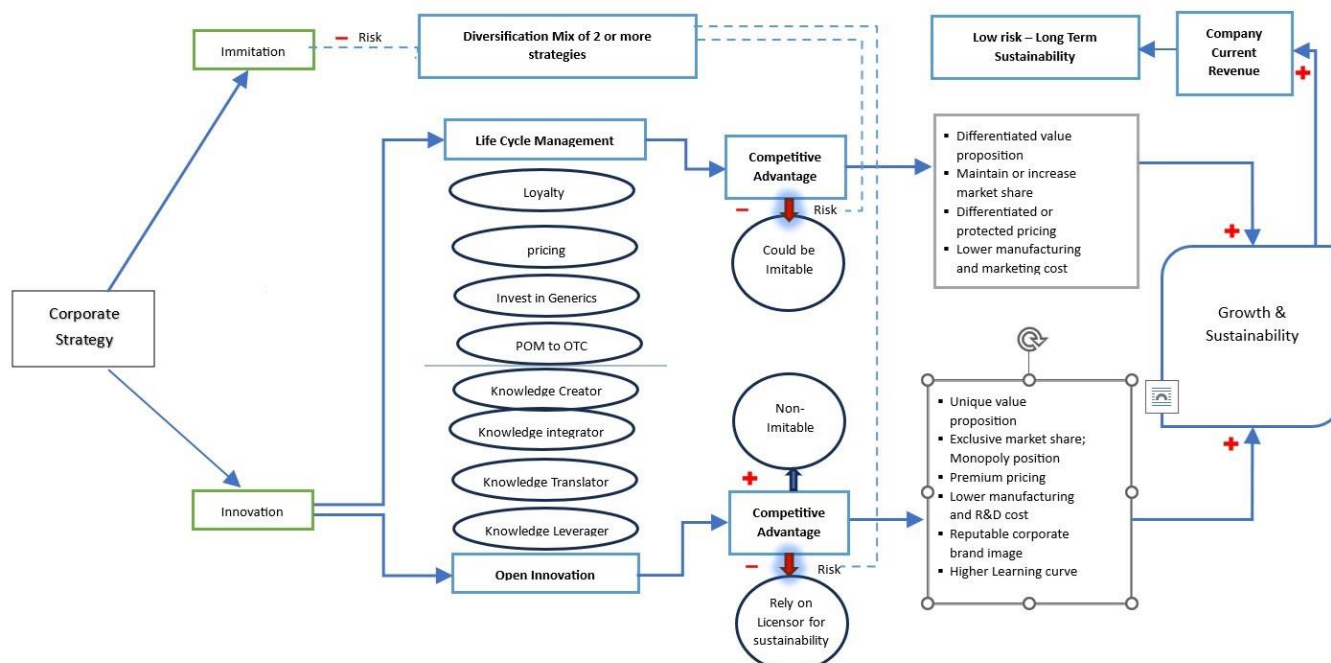 Immitation
− Risk
Diversification Mix of 2 or more
strategies
Low risk – Long Term
Sustainability
Company
Current
Revenue
+
Life Cycle Management
Loyalty
pricing
Invest in Generics
POM to OTC
Knowledge Creator
Knowledge integrator
Knowledge Translator
Knowledge Leverager
Open Innovation
Corporate
Strategy
Innovation
Competitive
Advantage
− Risk
Could be
Imitable
Non-
Imitable
+
Competitive
Advantage
− Risk
Rely on
Licensor for
sustainability
▪ Differentiated value
proposition
▪ Maintain or increase
market share
▪ Differentiated or
protected pricing
▪ Lower manufacturing
and marketing cost
▪ Unique value
proposition
▪ Exclusive market share;
Monopoly position
▪ Premium pricing
▪ Lower manufacturing
and R&D cost
▪ Reputable corporate
brand image
▪ Higher Learning curve
+
Growth &
Sustainability
+